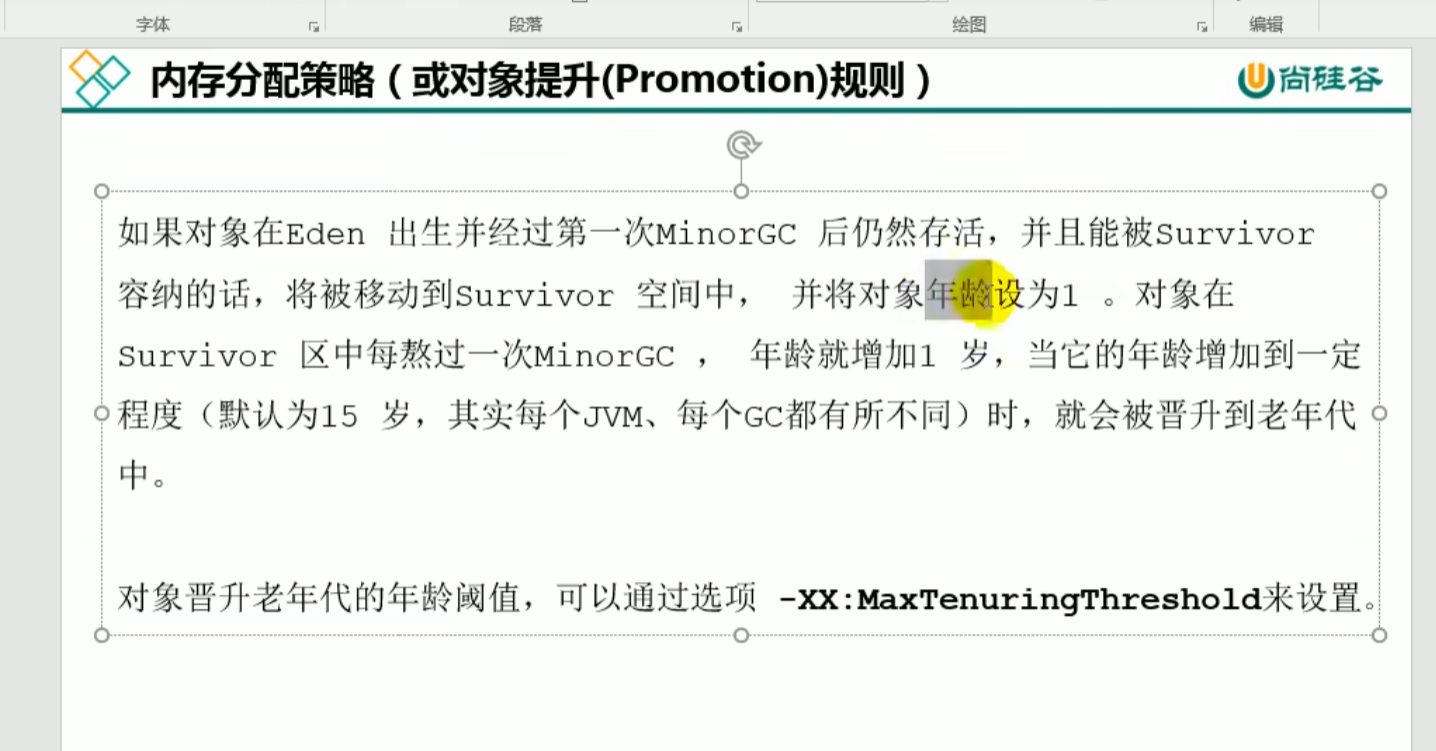 字体 段落 绘图 编辑
内存分配策略（或对象提升(Promotion)规则）
尚硅谷
如果对象在Eden 出生并经过第一次MinorGC 后仍然存活，并且能被Survivor
容纳的话，将被移动到Survivor 空间中， 并将对象年龄设为1 。对象在
Survivor 区中每熬过一次MinorGC ， 年龄就增加1 岁，当它的年龄增加到一定
程度（默认为15 岁，其实每个JVM、每个GC都有所不同）时，就会被晋升到老年代
中。
对象晋升老年代的年龄阈值，可以通过选项 -XX:MaxTenuringThreshold来设置。